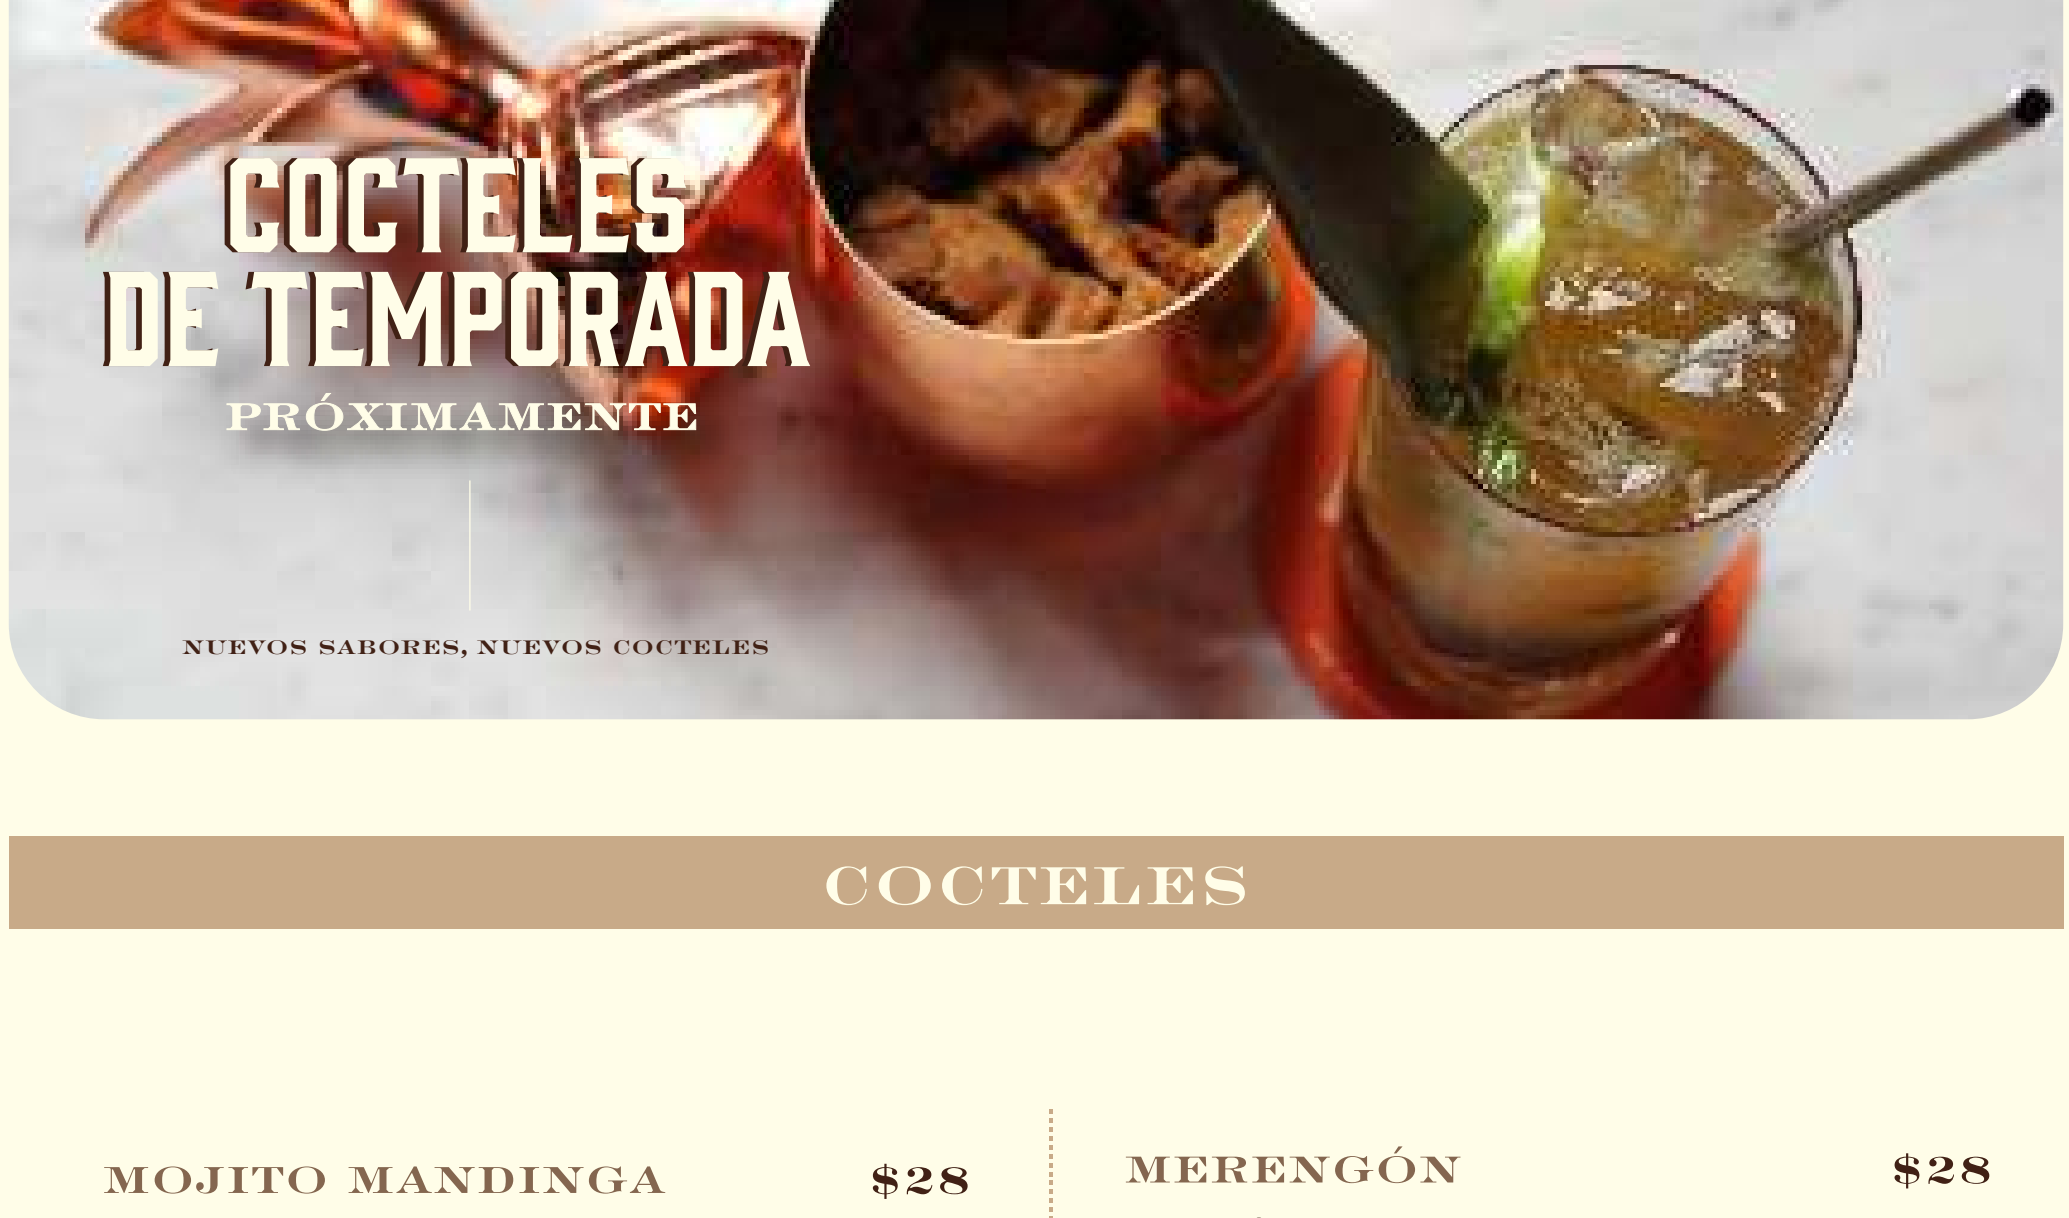 COCTELES
DE TEMPORADA
PRÓXIMAMENTE
NUEVOS SABORES, NUEVOS COCTELES
COCTELES
MOJITO MANDINGA $28
MERENGÓN $28